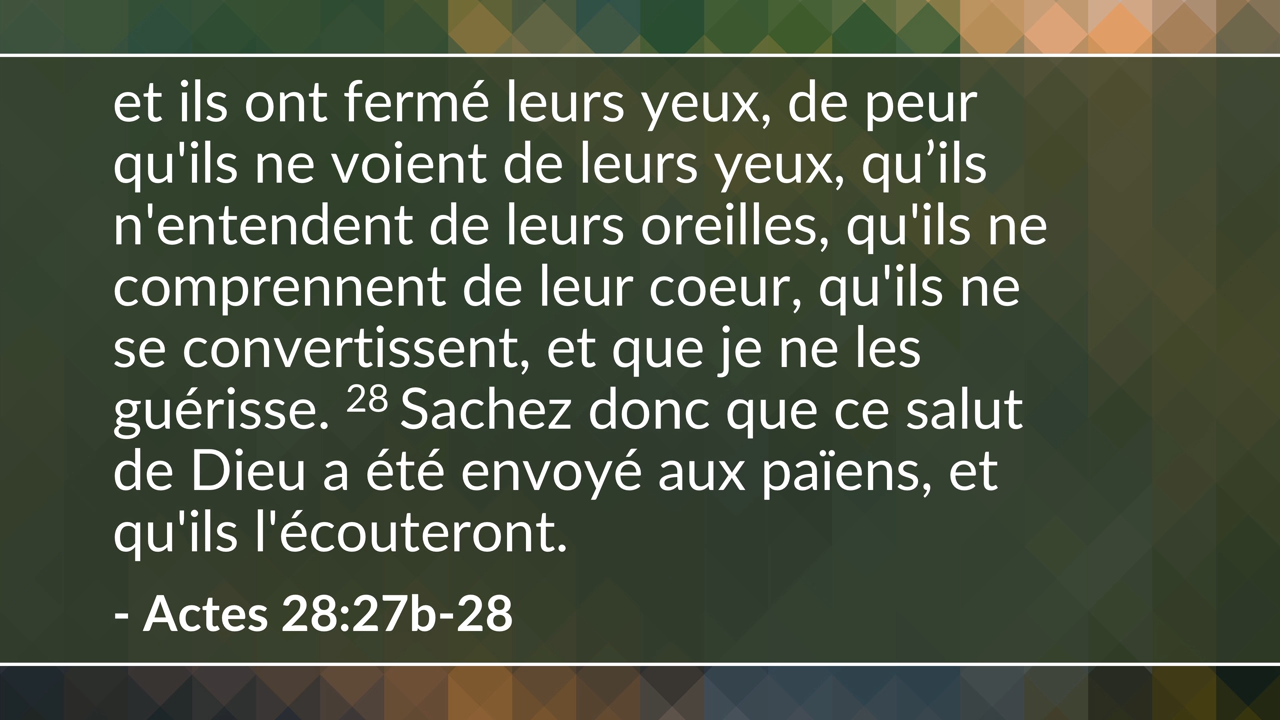 et ils ont fermé leurs yeux, de peur
qu'ils ne voient de leurs yeux, qu’ils
n'entendent de leurs oreilles, qu'ils ne
comprennent de leur coeur, qu'ils ne
se convertissent, et que je ne les
guérisse. 28 Sachez donc que ce salut
de Dieu a été envoyé aux païens, et
qu'ils l'écouteront.
- Actes 28:27b-28